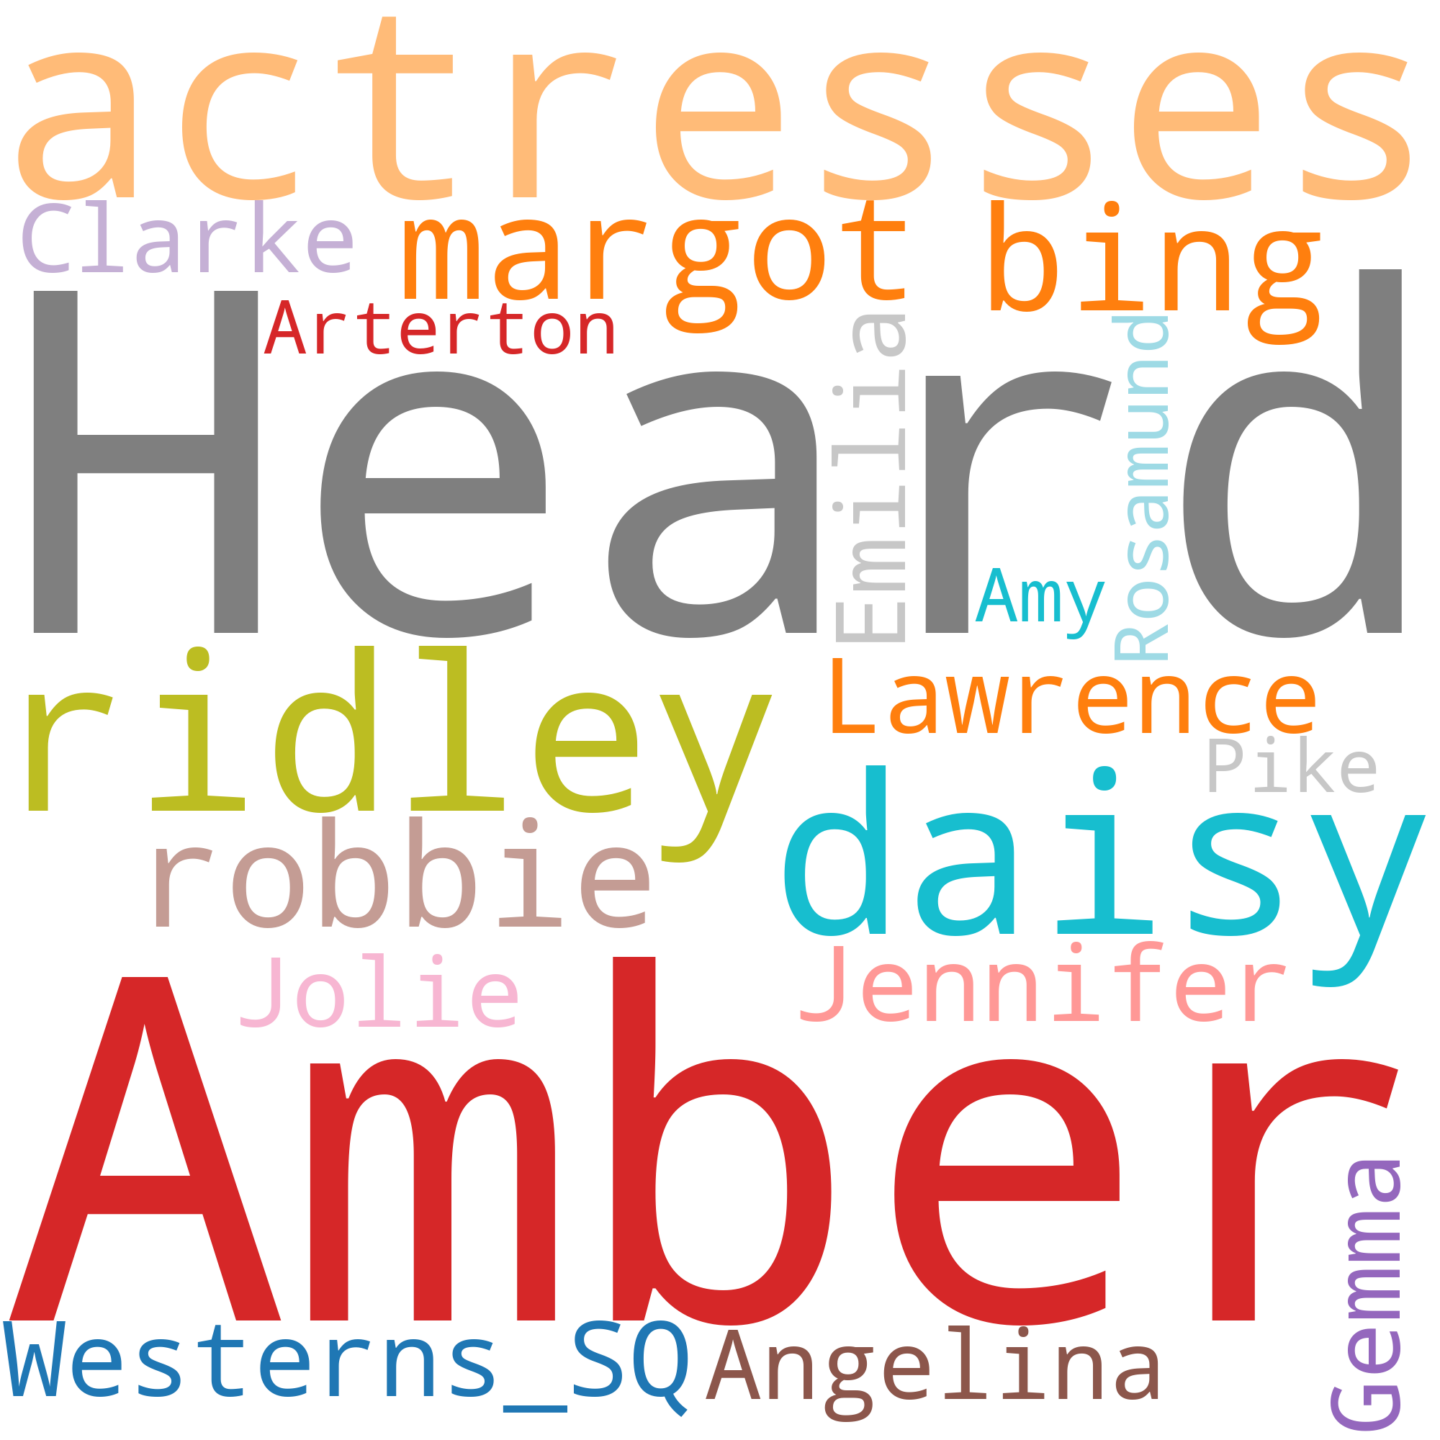 actresses
Clarke
margot
bing
Arterton
Heard
Emilia
Rosamund
Amy
ridley
Lawrence
Pike
daisy
robbie
Jennifer
Jolie
Amber
Gemma
Westerns_SQ
Angelina